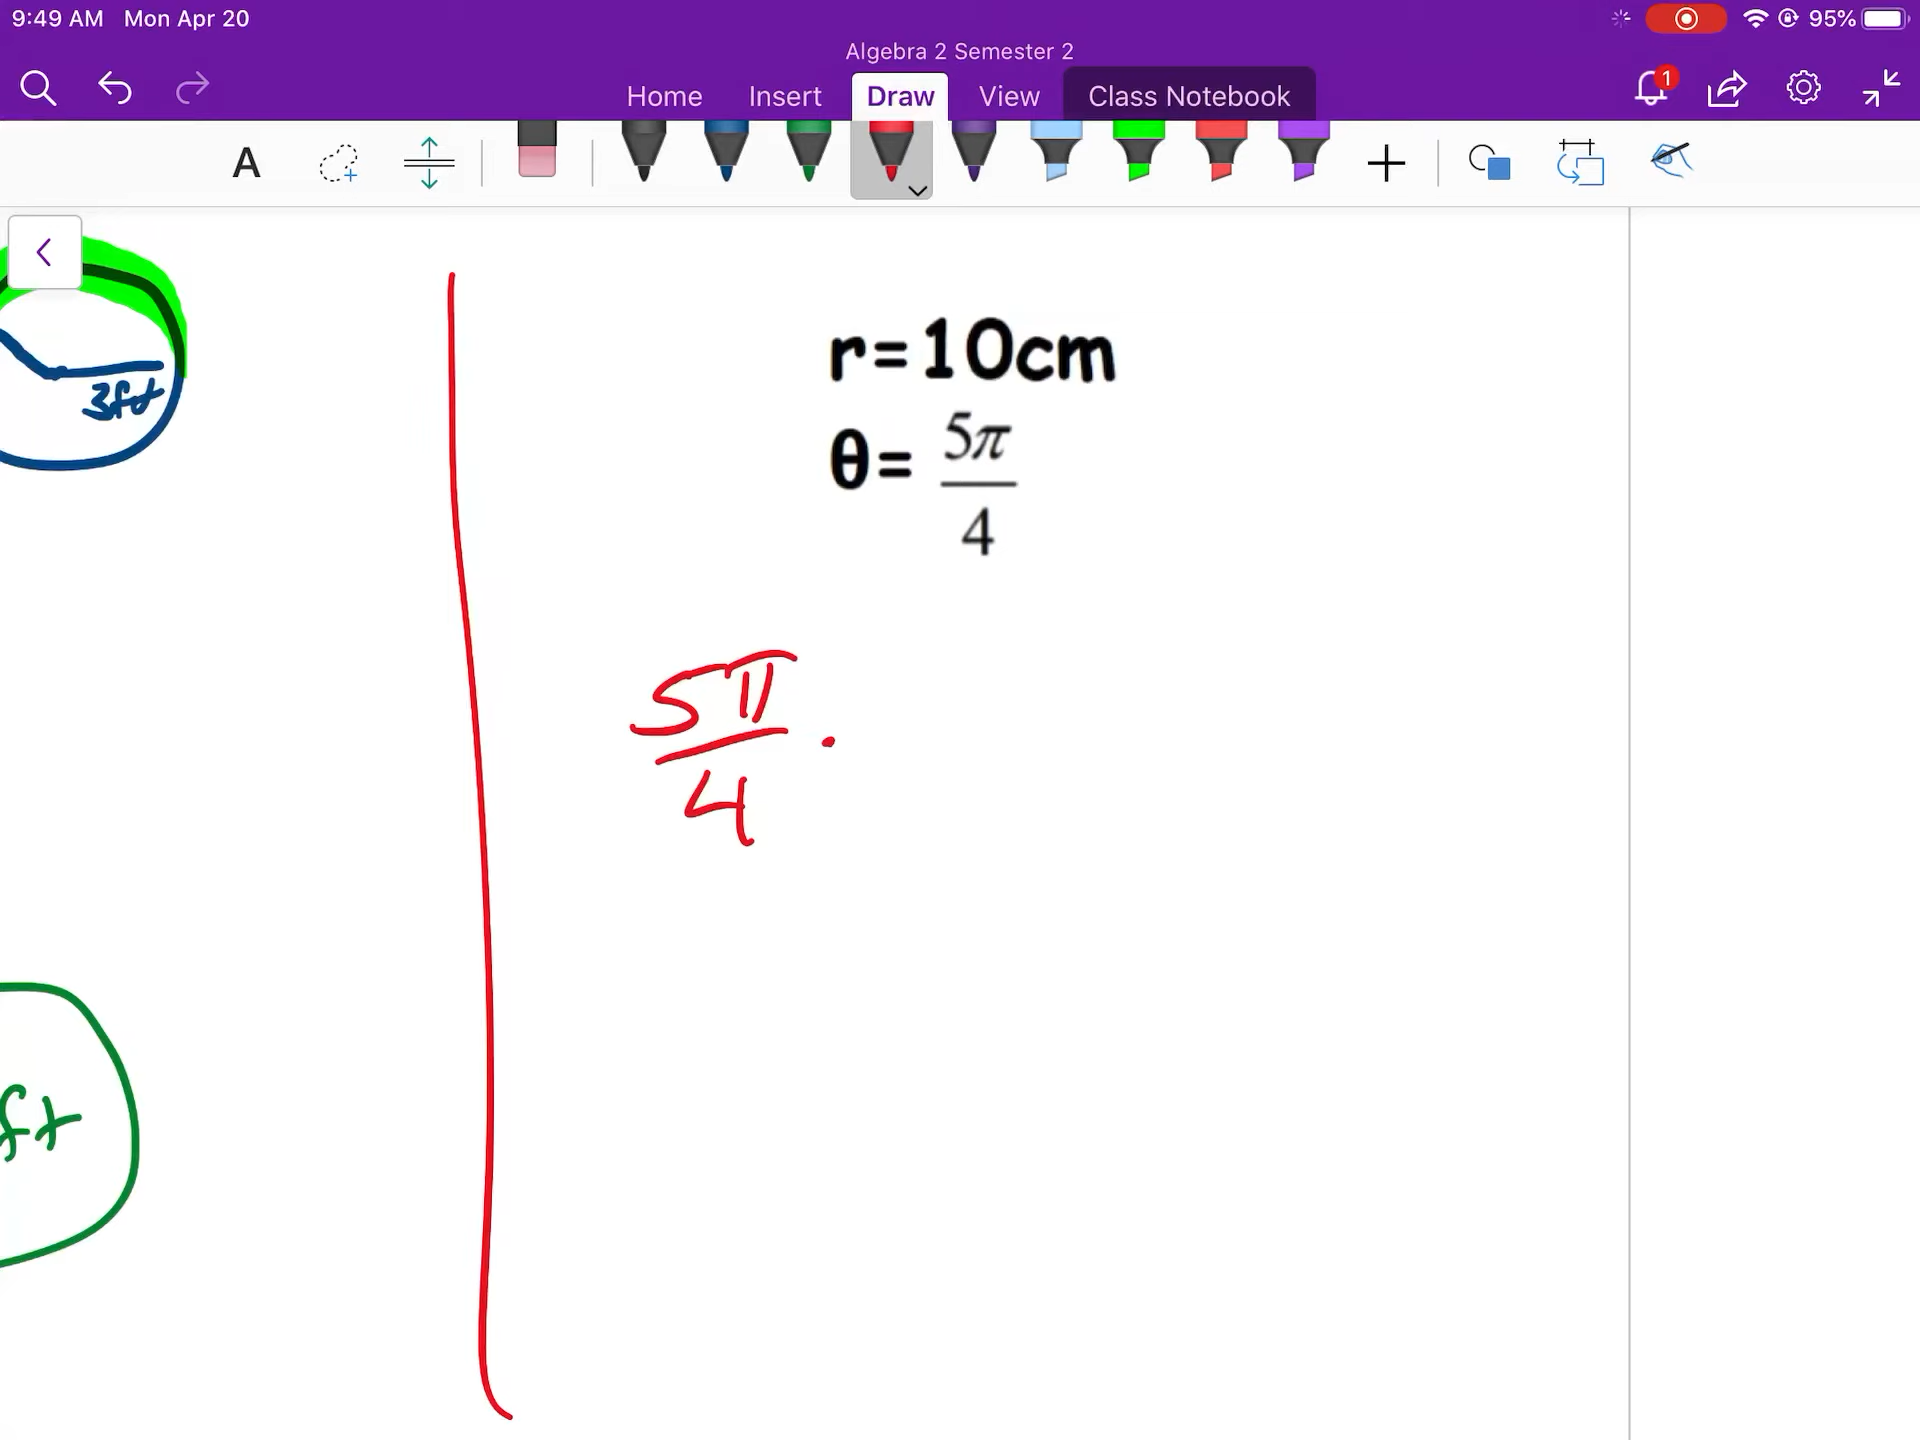 9:49 AM Mon Apr 20
95%
Algebra 2 Semester 2
Home Insert Draw View Class Notebook
1
A
3ft
r=10cm
θ= 5π/4
5π/4 ·
ft